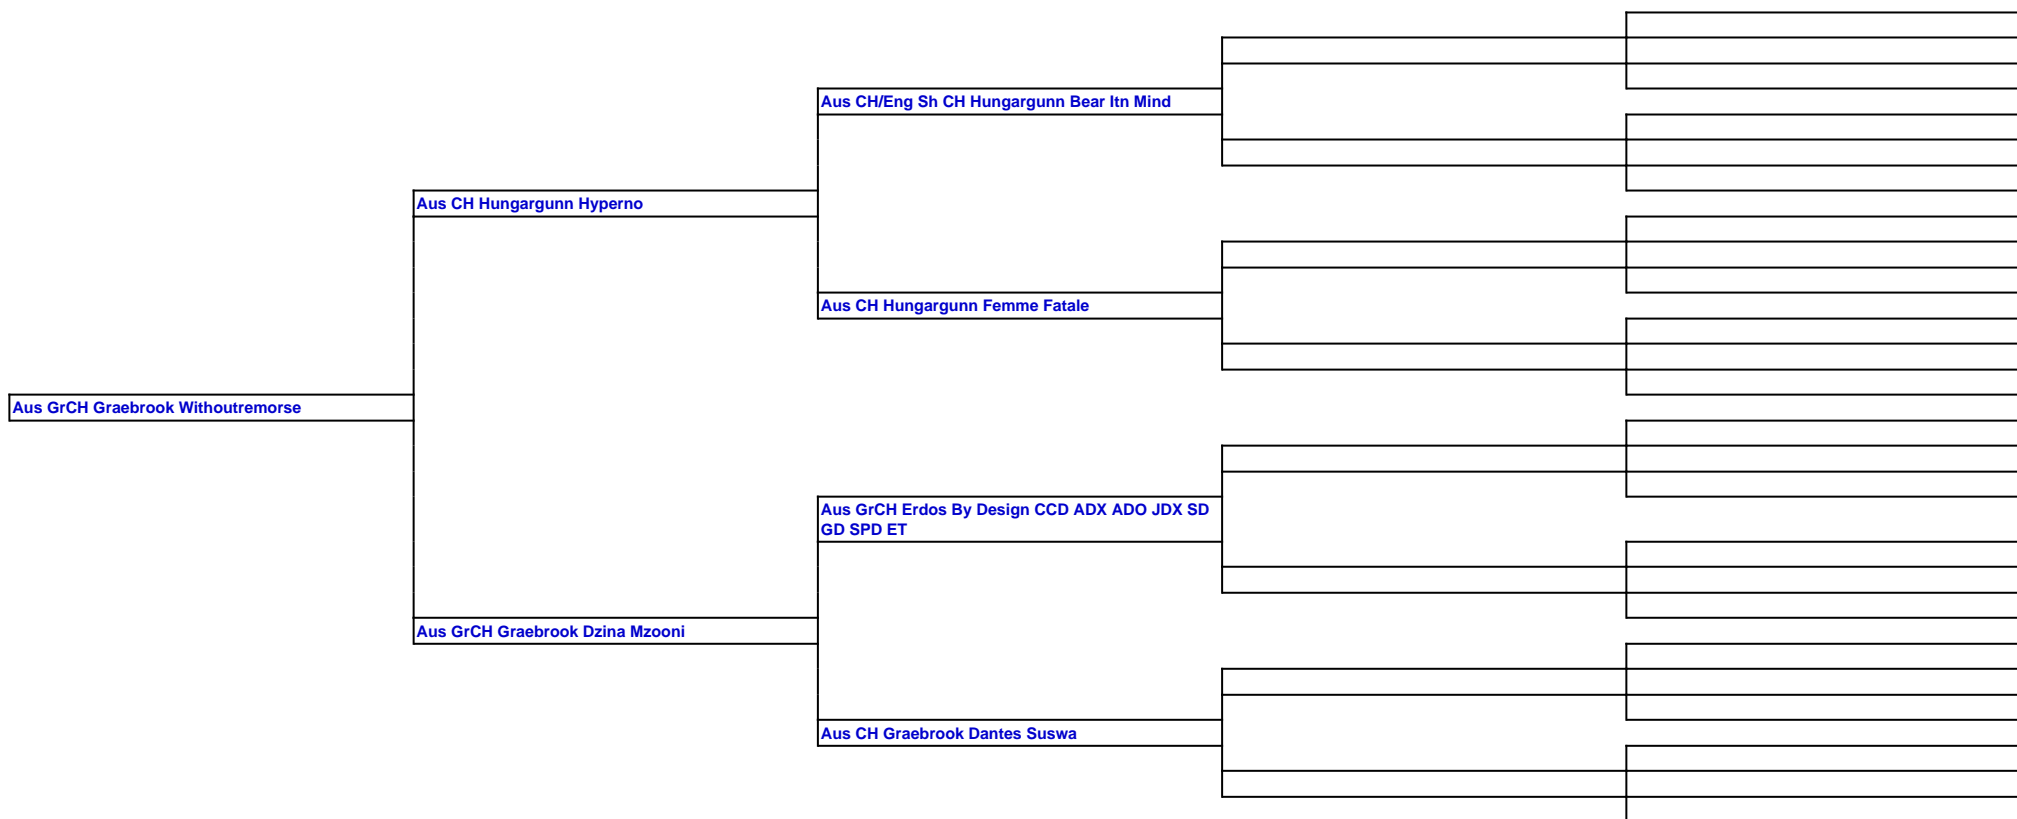 Aus CH/Eng Sh CH Hungargunn Bear Itn Mind
Aus CH Hungargunn Hyperno
Aus CH Hungargunn Femme Fatale
Aus GrCH Graebrook Withoutremorse
Aus GrCH Erdos By Design CCD ADX ADO JDX SD
GD SPD ET
Aus GrCH Graebrook Dzina Mzooni
Aus CH Graebrook Dantes Suswa